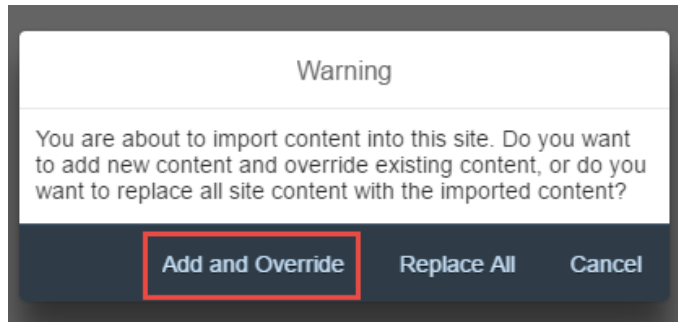 Warning
You are about to import content into this site. Do you want
to add new content and override existing content, or do you
want to replace all site content with the imported content?
Add and Override Replace All Cancel